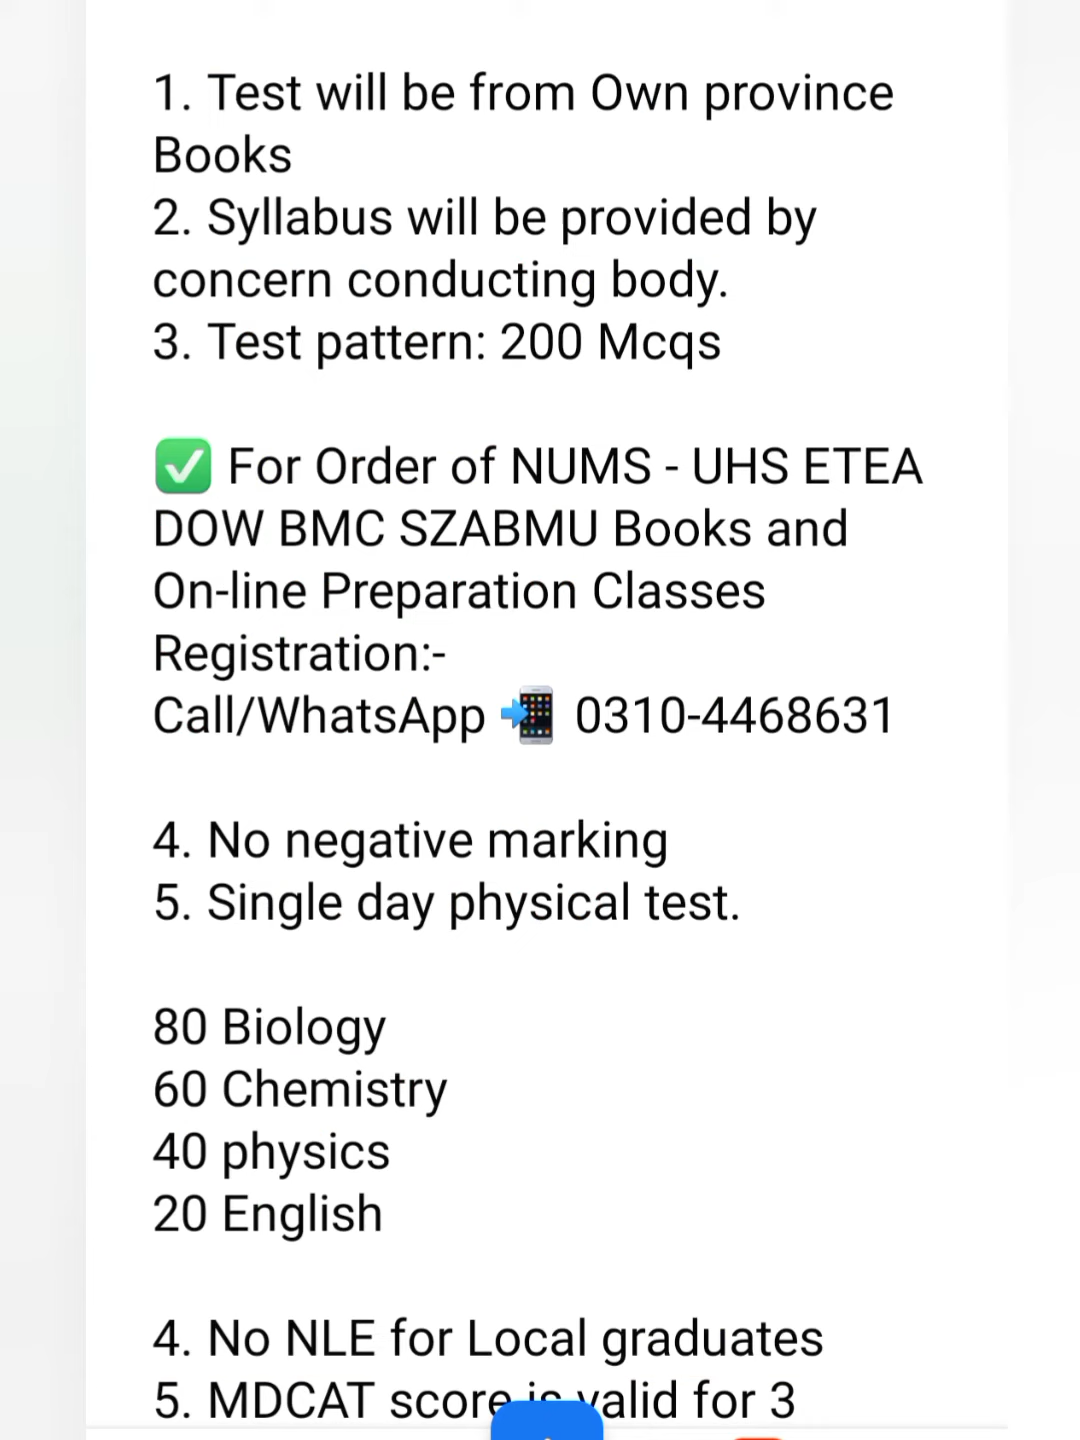 1. Test will be from Own province
Books
2. Syllabus will be provided by
concern conducting body.
3. Test pattern: 200 Mcqs
✅ For Order of NUMS - UHS ETEA
DOW BMC SZABMU Books and
On-line Preparation Classes
Registration:-
Call/WhatsApp 📲 0310-4468631
4. No negative marking
5. Single day physical test.
80 Biology
60 Chemistry
40 physics
20 English
4. No NLE for Local graduates
5. MDCAT score is valid for 3